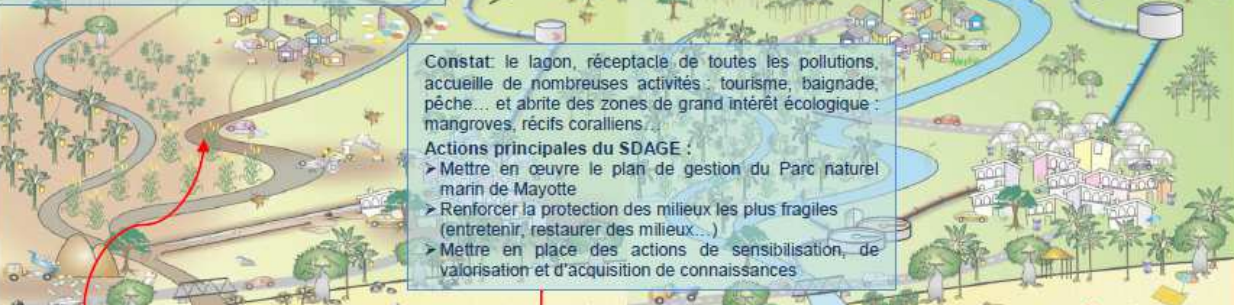 Constat: le lagon, réceptacle de toutes les pollutions,
accueille de nombreuses activités : tourisme, baignade,
pêche… et abrite des zones de grand intérêt écologique :
mangroves, récifs coralliens…
Actions principales du SDAGE :
➢Mettre en œuvre le plan de gestion du Parc naturel
marin de Mayotte
➢Renforcer la protection des milieux les plus fragiles
(entretenir, restaurer des milieux…)
➢Mettre en place des actions de sensibilisation, de
valorisation et d'acquisition de connaissances